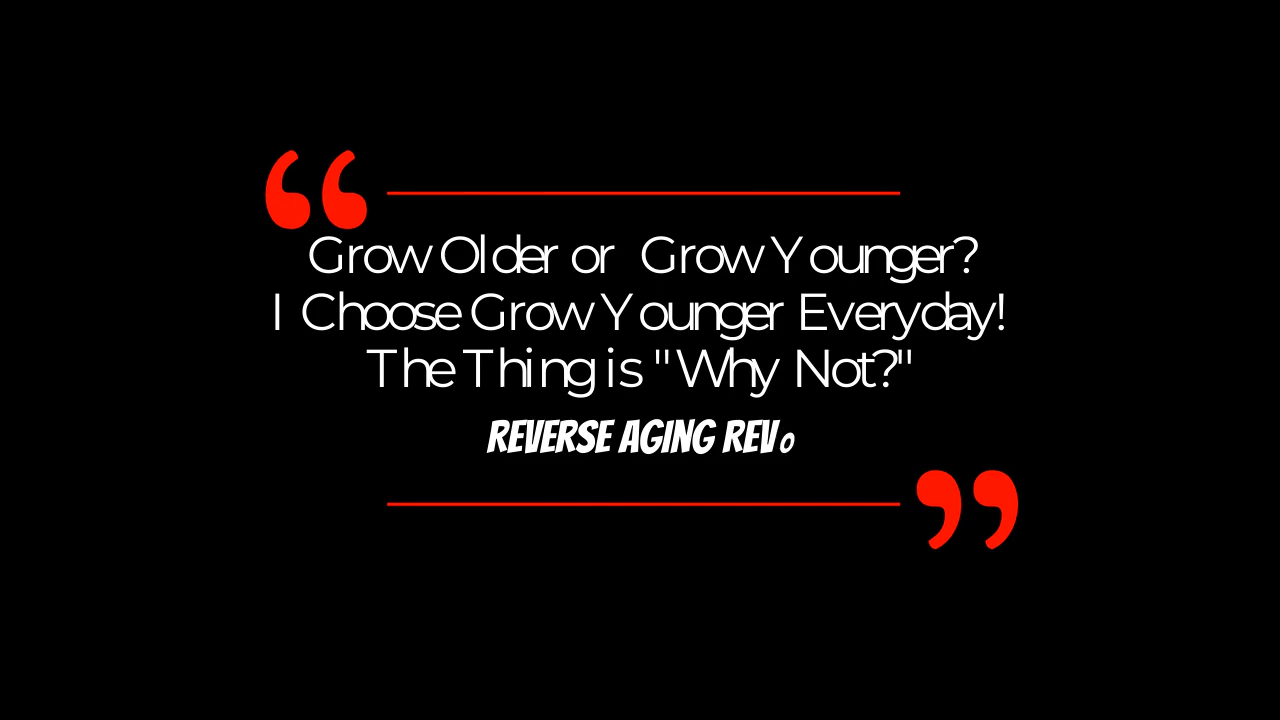 Grow Older or Grow Younger?
I Choose Grow Younger Everyday!
The Thing is "Why Not?"
REVERSE AGING REVo